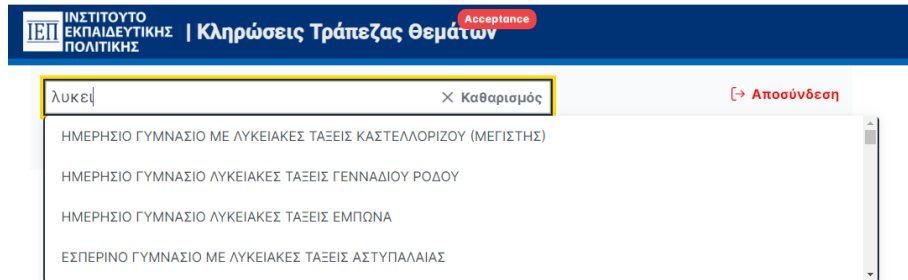 ΙΕΠ
ΙΝΣΤΙΤΟΥΤΟ
ΕΚΠΑΙΔΕΥΤΙΚΗΣ
ΠΟΛΙΤΙΚΗΣ
| Κληρώσεις Τράπεζας Θεμάτων
Acceptance
λυκει
× Καθαρισμός
Αποσύνδεση
ΗΜΕΡΗΣΙΟ ΓΥΜΝΑΣΙΟ ΜΕ ΛΥΚΕΙΑΚΕΣ ΤΑΞΕΙΣ ΚΑΣΤΕΛΛΟΡΙΖΟΥ (ΜΕΓΙΣΤΗΣ)
ΗΜΕΡΗΣΙΟ ΓΥΜΝΑΣΙΟ ΛΥΚΕΙΑΚΕΣ ΤΑΞΕΙΣ ΓΕΝΝΑΔΙΟΥ ΡΟΔΟΥ
ΗΜΕΡΗΣΙΟ ΓΥΜΝΑΣΙΟ ΛΥΚΕΙΑΚΕΣ ΤΑΞΕΙΣ ΕΜΠΩΝΑ
ΕΣΠΕΡΙΝΟ ΓΥΜΝΑΣΙΟ ΜΕ ΛΥΚΕΙΑΚΕΣ ΤΑΞΕΙΣ ΑΣΤΥΠΑΛΑΙΑΣ